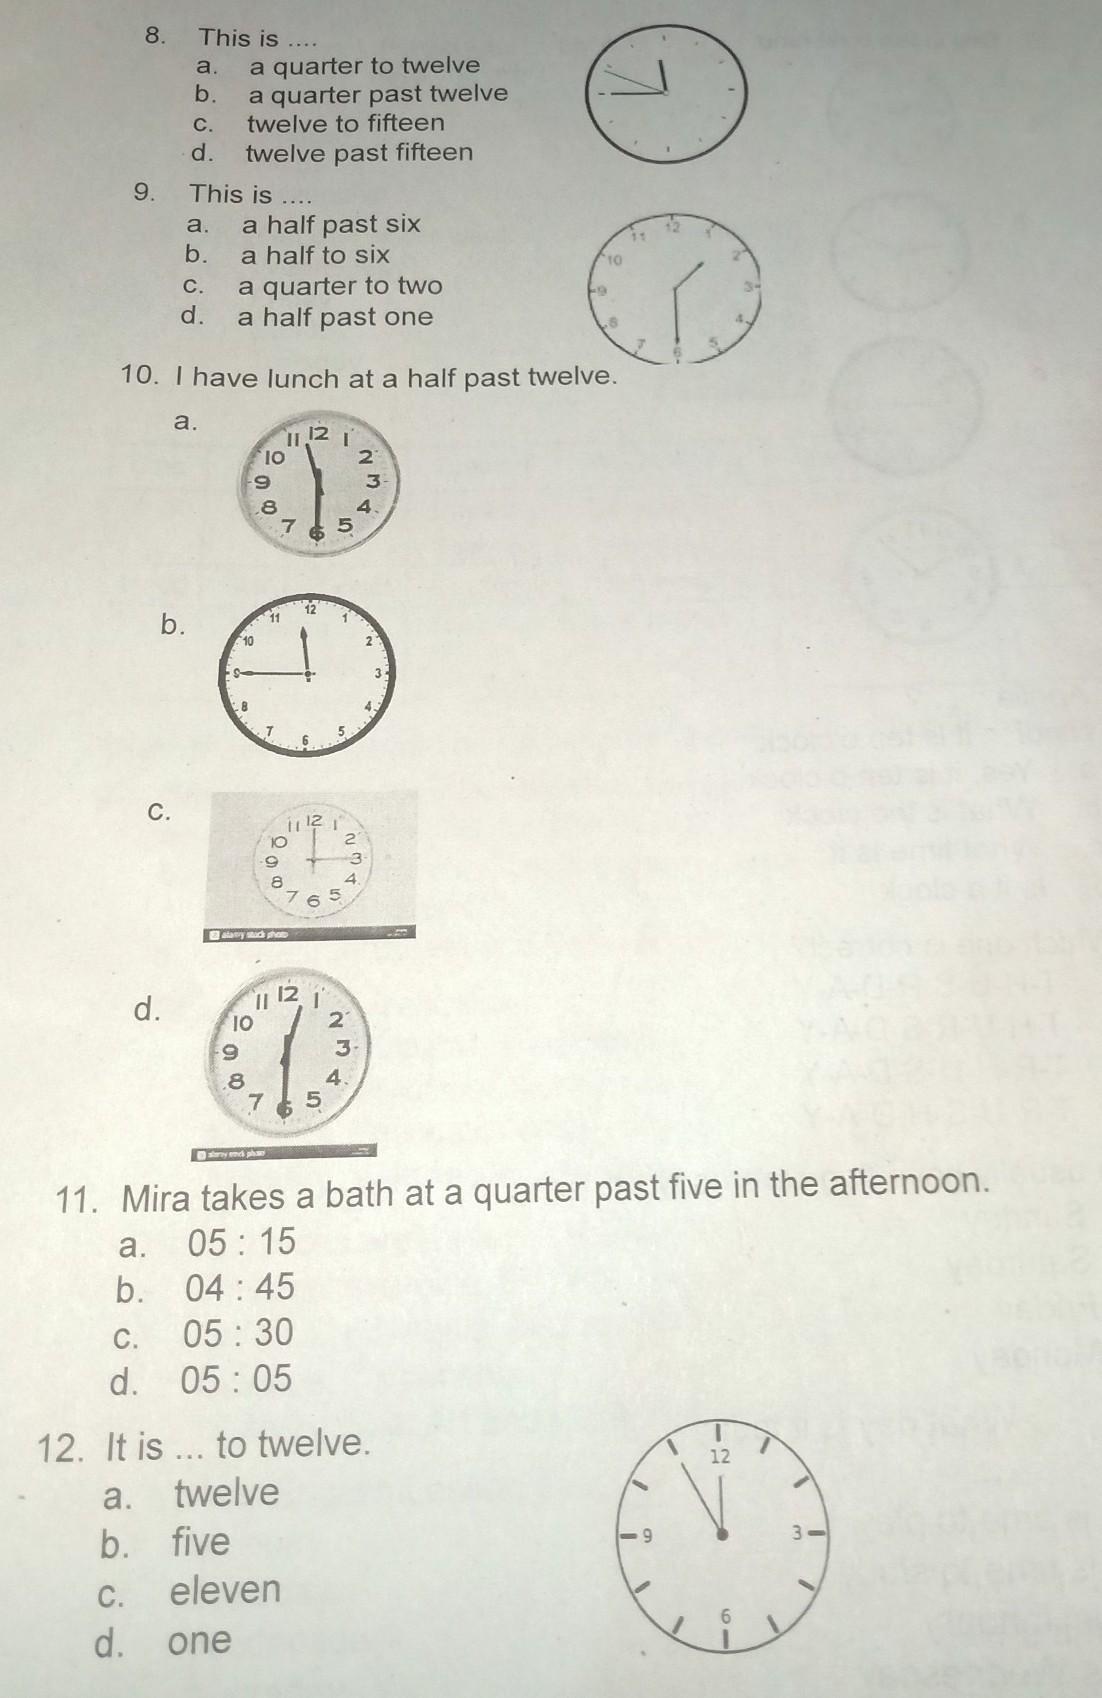 8. This is ....
a. a quarter to twelve
b. a quarter past twelve
c. twelve to fifteen
d. twelve past fifteen
9. This is ....
a. a half past six
b. a half to six
c. a quarter to two
d. a half past one
12
1
2
3
4
5
6
7
8
9
10
11
10. I have lunch at a half past twelve.
a.
12
1
2
3
4
5
6
7
8
9
10
11
b.
12
1
2
3
4
5
6
7
8
9
10
11
c.
12
1
2
3
4
5
6
7
8
9
10
11
alamy stock photo
d.
12
1
2
3
4
5
6
7
8
9
10
11
alamy stock photo
11. Mira takes a bath at a quarter past five in the afternoon.
a. 05 : 15
b. 04 : 45
c. 05 : 30
d. 05 : 05
12. It is ... to twelve.
a. twelve
b. five
c. eleven
d. one
12
3
6
9